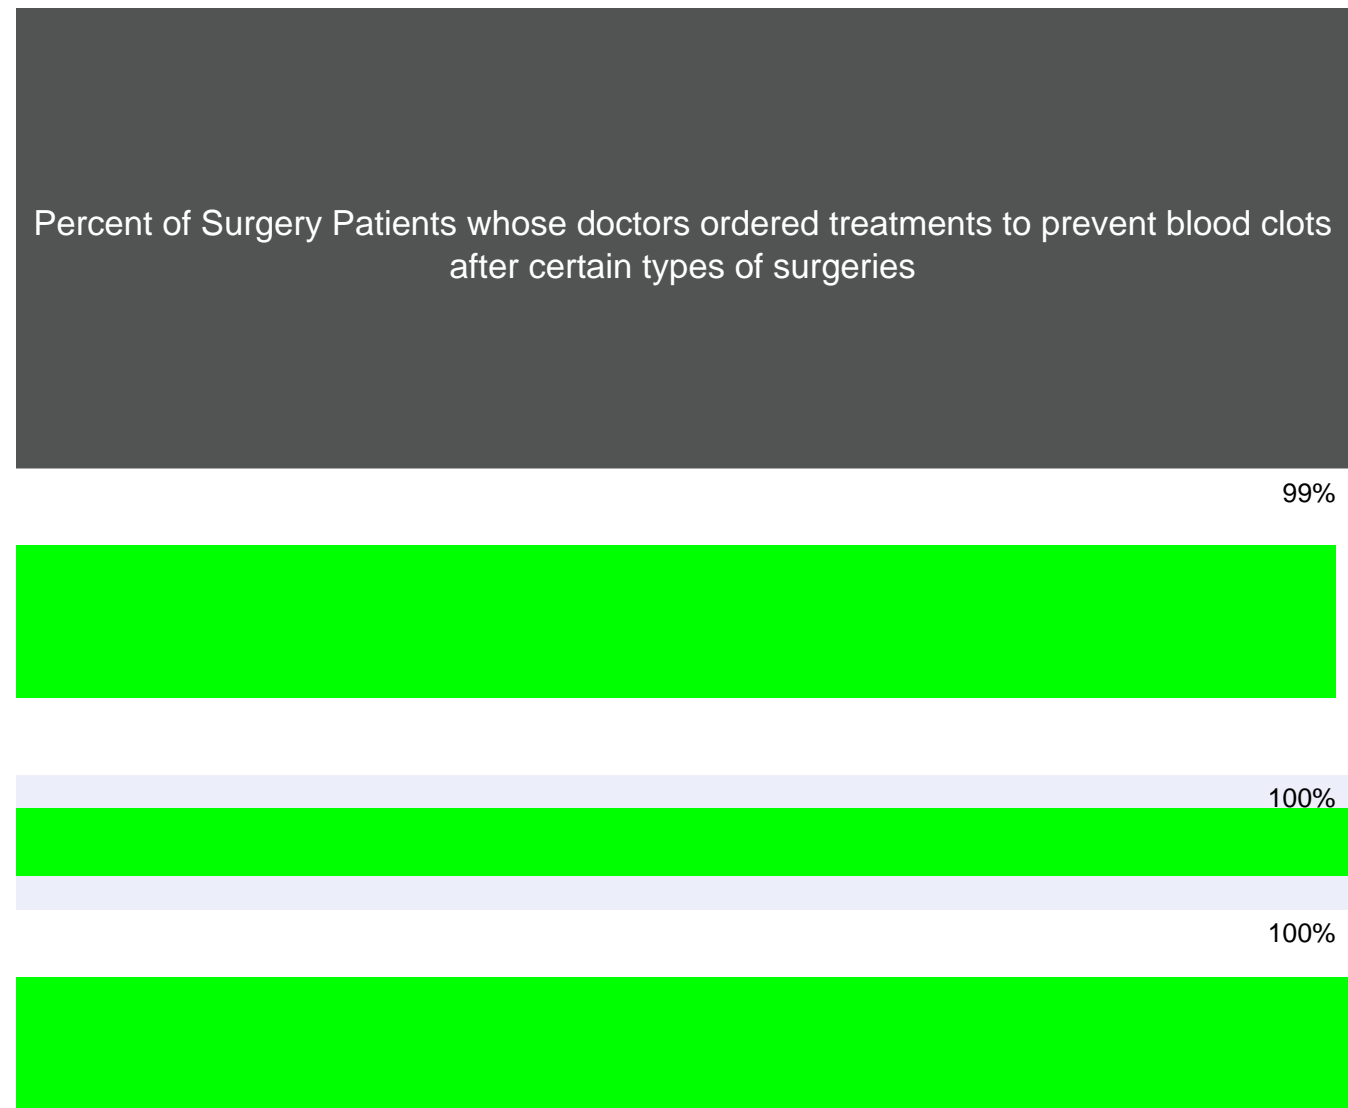 Percent of Surgery Patients whose doctors ordered treatments to prevent blood clots
after certain types of surgeries
99%
100%
100%